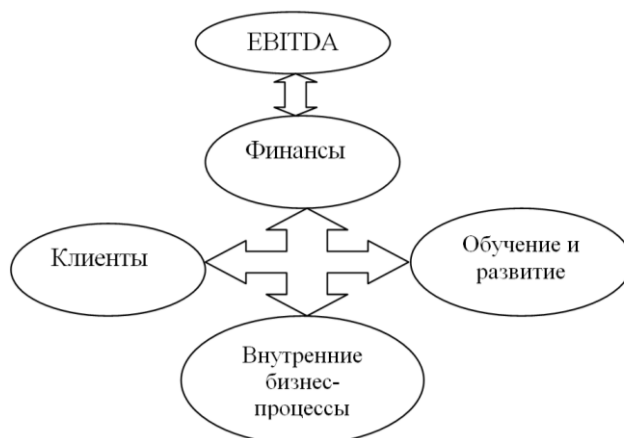 EBITDA
Финансы
Клиенты
Обучение и
развитие
Внутренние
бизнес-
процессы